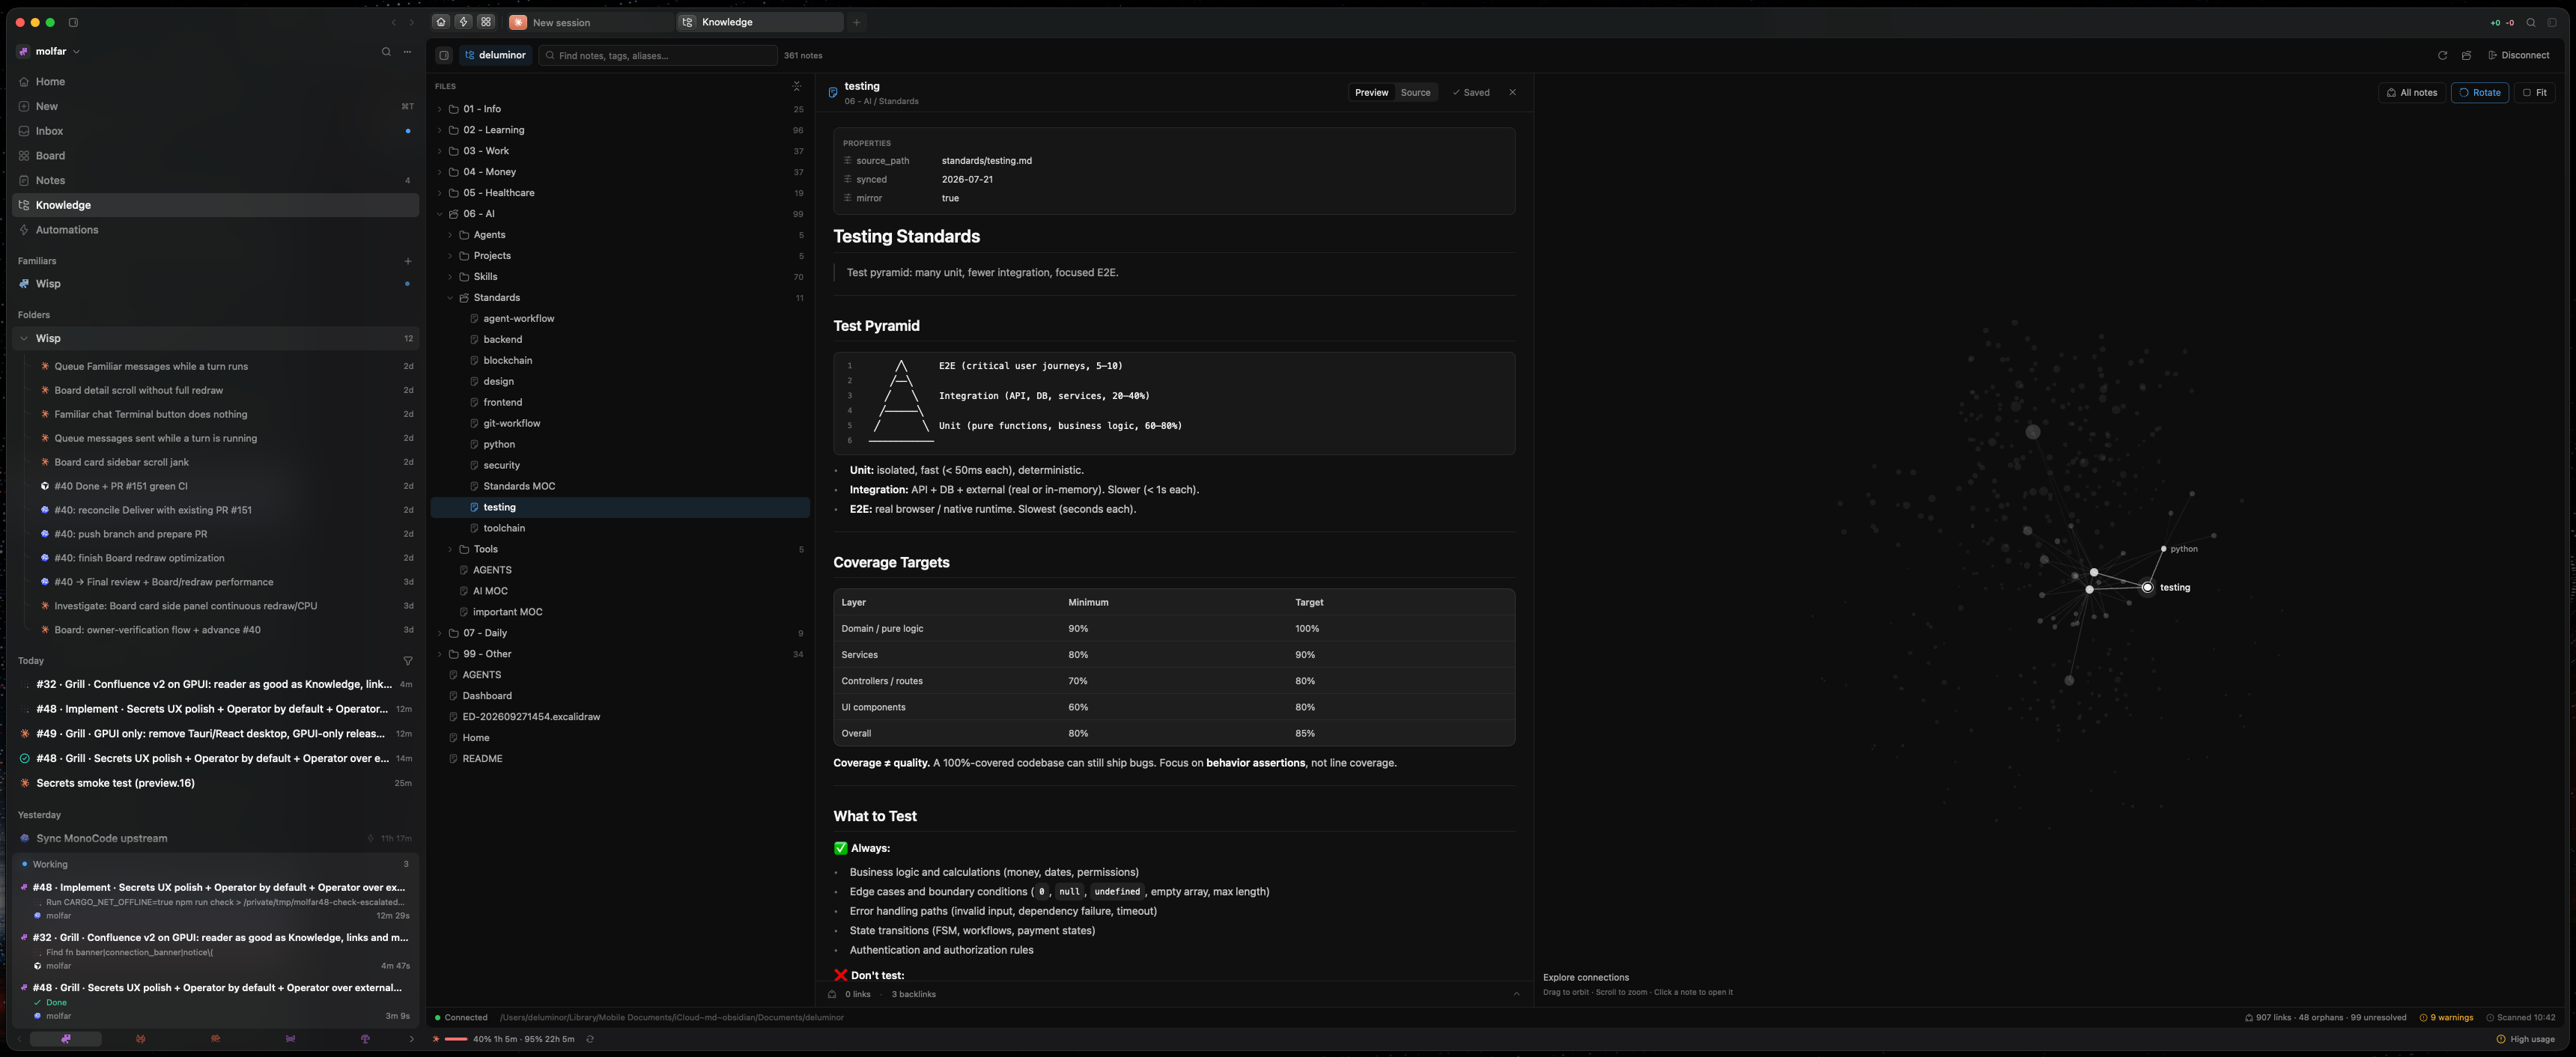 New session
Knowledge
+0 -0
molfar
Home
New ⌘T
Inbox
Board
Notes 4
Knowledge
Automations
Familiars
Wisp
Folders
Wisp 12
Queue Familiar messages while a turn runs 2d
Board detail scroll without full redraw 2d
Familiar chat Terminal button does nothing 2d
Queue messages sent while a turn is running 2d
Board card sidebar scroll jank 2d
#40 Done + PR #151 green CI 2d
#40: reconcile Deliver with existing PR #151 2d
#40: push branch and prepare PR 2d
#40: finish Board redraw optimization 2d
#40 → Final review + Board/redraw performance 3d
Investigate: Board card side panel continuous redraw/CPU 3d
Board: owner-verification flow + advance #40 3d
Today
#32 · Grill · Confluence v2 on GPUI: reader as good as Knowledge, link... 4m
#48 · Implement · Secrets UX polish + Operator by default + Operator... 12m
#49 · Grill · GPUI only: remove Tauri/React desktop, GPUI-only releas... 12m
#48 · Grill · Secrets UX polish + Operator by default + Operator over e... 14m
Secrets smoke test (preview.16) 25m
Yesterday
Sync MonoCode upstream 11h 17m
Working 3
#48 · Implement · Secrets UX polish + Operator by default + Operator over ex...
Run CARGO_NET_OFFLINE=true npm run check > /private/tmp/molfar48-check-escalated...
molfar 12m 29s
#32 · Grill · Confluence v2 on GPUI: reader as good as Knowledge, links and m...
Find fn banner|connection_banner|notice\(
molfar 4m 47s
#48 · Grill · Secrets UX polish + Operator by default + Operator over external...
Done
molfar 3m 9s
deluminor
Find notes, tags, aliases...
361 notes
Disconnect
FILES
01 - Info 25
02 - Learning 96
03 - Work 37
04 - Money 37
05 - Healthcare 19
06 - AI 99
Agents 5
Projects 5
Skills 70
Standards 11
agent-workflow
backend
blockchain
design
frontend
git-workflow
python
security
Standards MOC
testing
toolchain
Tools 5
AGENTS
AI MOC
important MOC
07 - Daily 9
99 - Other 34
AGENTS
Dashboard
ED-202609271454.excalidraw
Home
README
testing
06 - AI / Standards
Preview Source
Saved
PROPERTIES
source_path standards/testing.md
synced 2026-07-21
mirror true
Testing Standards
Test pyramid: many unit, fewer integration, focused E2E.
Test Pyramid
1 E2E (critical user journeys, 5–10)
2
3 Integration (API, DB, services, 20–40%)
4
5 Unit (pure functions, business logic, 60–80%)
6
Unit: isolated, fast (< 50ms each), deterministic.
Integration: API + DB + external (real or in-memory). Slower (< 1s each).
E2E: real browser / native runtime. Slowest (seconds each).
Coverage Targets
Layer Minimum Target
Domain / pure logic 90% 100%
Services 80% 90%
Controllers / routes 70% 80%
UI components 60% 80%
Overall 80% 85%
Coverage ≠ quality. A 100%-covered codebase can still ship bugs. Focus on behavior assertions, not line coverage.
What to Test
✅ Always:
Business logic and calculations (money, dates, permissions)
Edge cases and boundary conditions ( 0 , null , undefined , empty array, max length)
Error handling paths (invalid input, dependency failure, timeout)
State transitions (FSM, workflows, payment states)
Authentication and authorization rules
❌ Don't test:
0 links · 3 backlinks
All notes
Rotate
Fit
python
testing
Explore connections
Drag to orbit · Scroll to zoom · Click a note to open it
Connected /Users/deluminor/Library/Mobile Documents/iCloud~md~obsidian/Documents/deluminor
907 links · 48 orphans · 99 unresolved
9 warnings
Scanned 10:42
40% 1h 5m · 95% 22h 5m
High usage